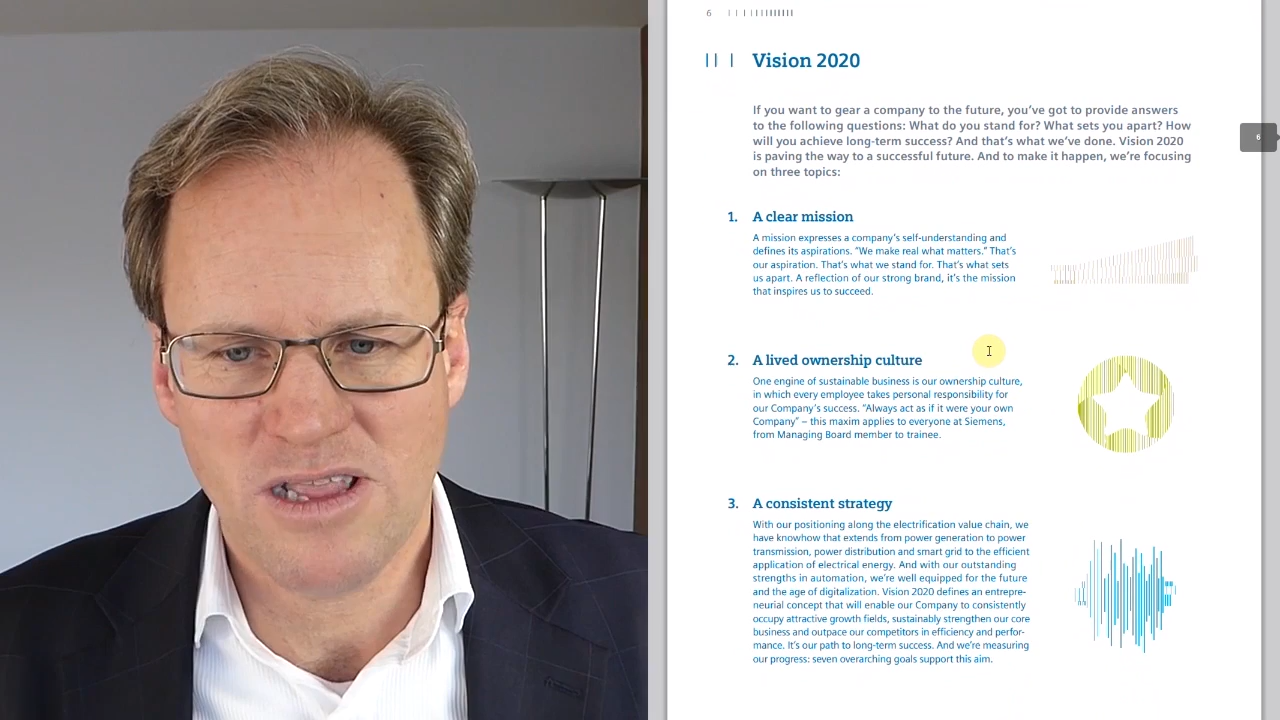 6
Vision 2020
If you want to gear a company to the future, you’ve got to provide answers
to the following questions: What do you stand for? What sets you apart? How
will you achieve long-term success? And that’s what we’ve done. Vision 2020
is paving the way to a successful future. And to make it happen, we’re focusing
on three topics:
6
1. A clear mission
A mission expresses a company’s self-understanding and
defines its aspirations. “We make real what matters.” That’s
our aspiration. That’s what we stand for. That’s what sets
us apart. A reflection of our strong brand, it’s the mission
that inspires us to succeed.
2. A lived ownership culture
One engine of sustainable business is our ownership culture,
in which every employee takes personal responsibility for
our Company’s success. “Always act as if it were your own
Company” – this maxim applies to everyone at Siemens,
from Managing Board member to trainee.
3. A consistent strategy
With our positioning along the electrification value chain, we
have knowhow that extends from power generation to power
transmission, power distribution and smart grid to the efficient
application of electrical energy. And with our outstanding
strengths in automation, we’re well equipped for the future
and the age of digitalization. Vision 2020 defines an entrepre-
neurial concept that will enable our Company to consistently
occupy attractive growth fields, sustainably strengthen our core
business and outpace our competitors in efficiency and perfor-
mance. It’s our path to long-term success. And we’re measuring
our progress: seven overarching goals support this aim.